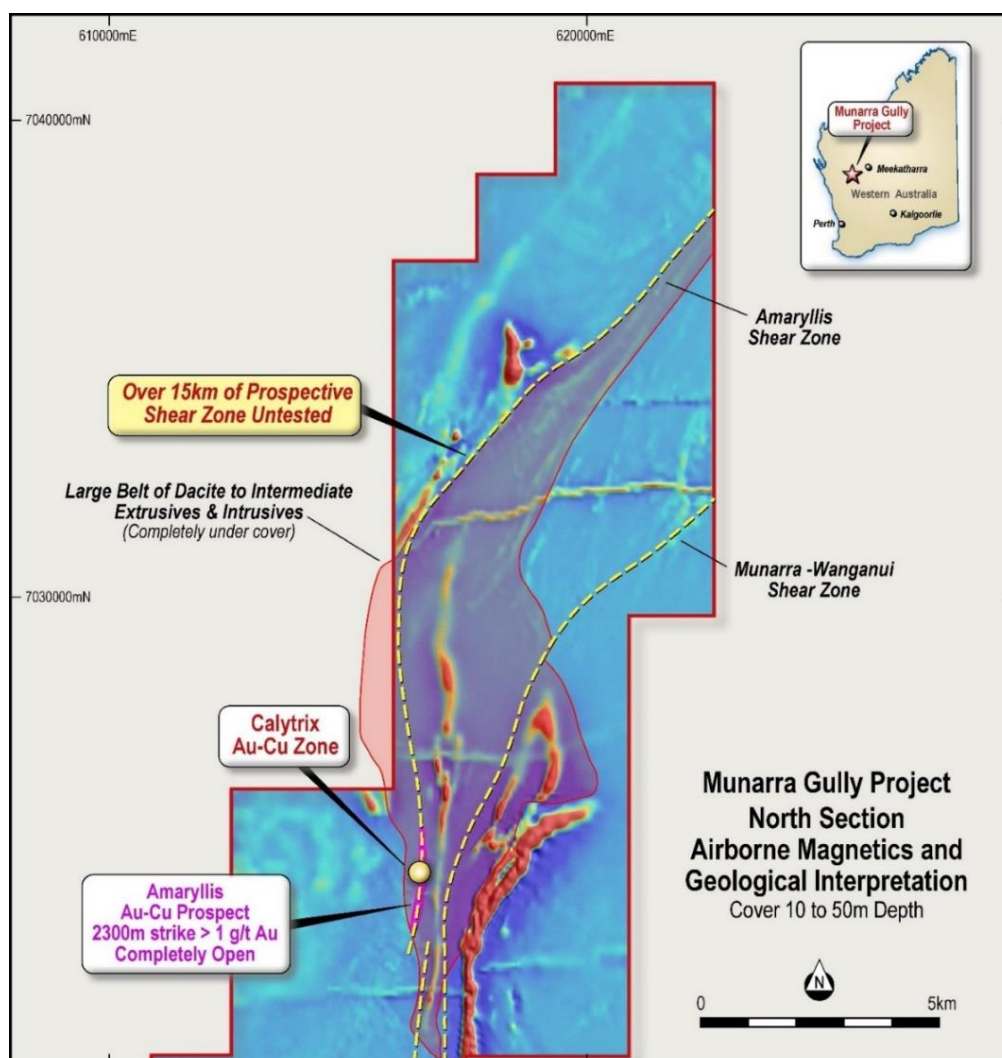 610000mE
620000mE
7040000mN
Munarra Gully
Project
Meekatharra
Western Australia
Kalgoorlie
Perth
Amaryllis
Shear Zone
Over 15km of Prospective
Shear Zone Untested
Large Belt of Dacite to Intermediate
Extrusives & Intrusives
(Completely under cover)
Munarra -Wanganui
Shear Zone
7030000mN
Calytrix
Au-Cu Zone
Munarra Gully Project
North Section
Airborne Magnetics and
Geological Interpretation
Cover 10 to 50m Depth
Amaryllis
Au-Cu Prospect
2300m strike > 1 g/t Au
Completely Open
N
0
5km